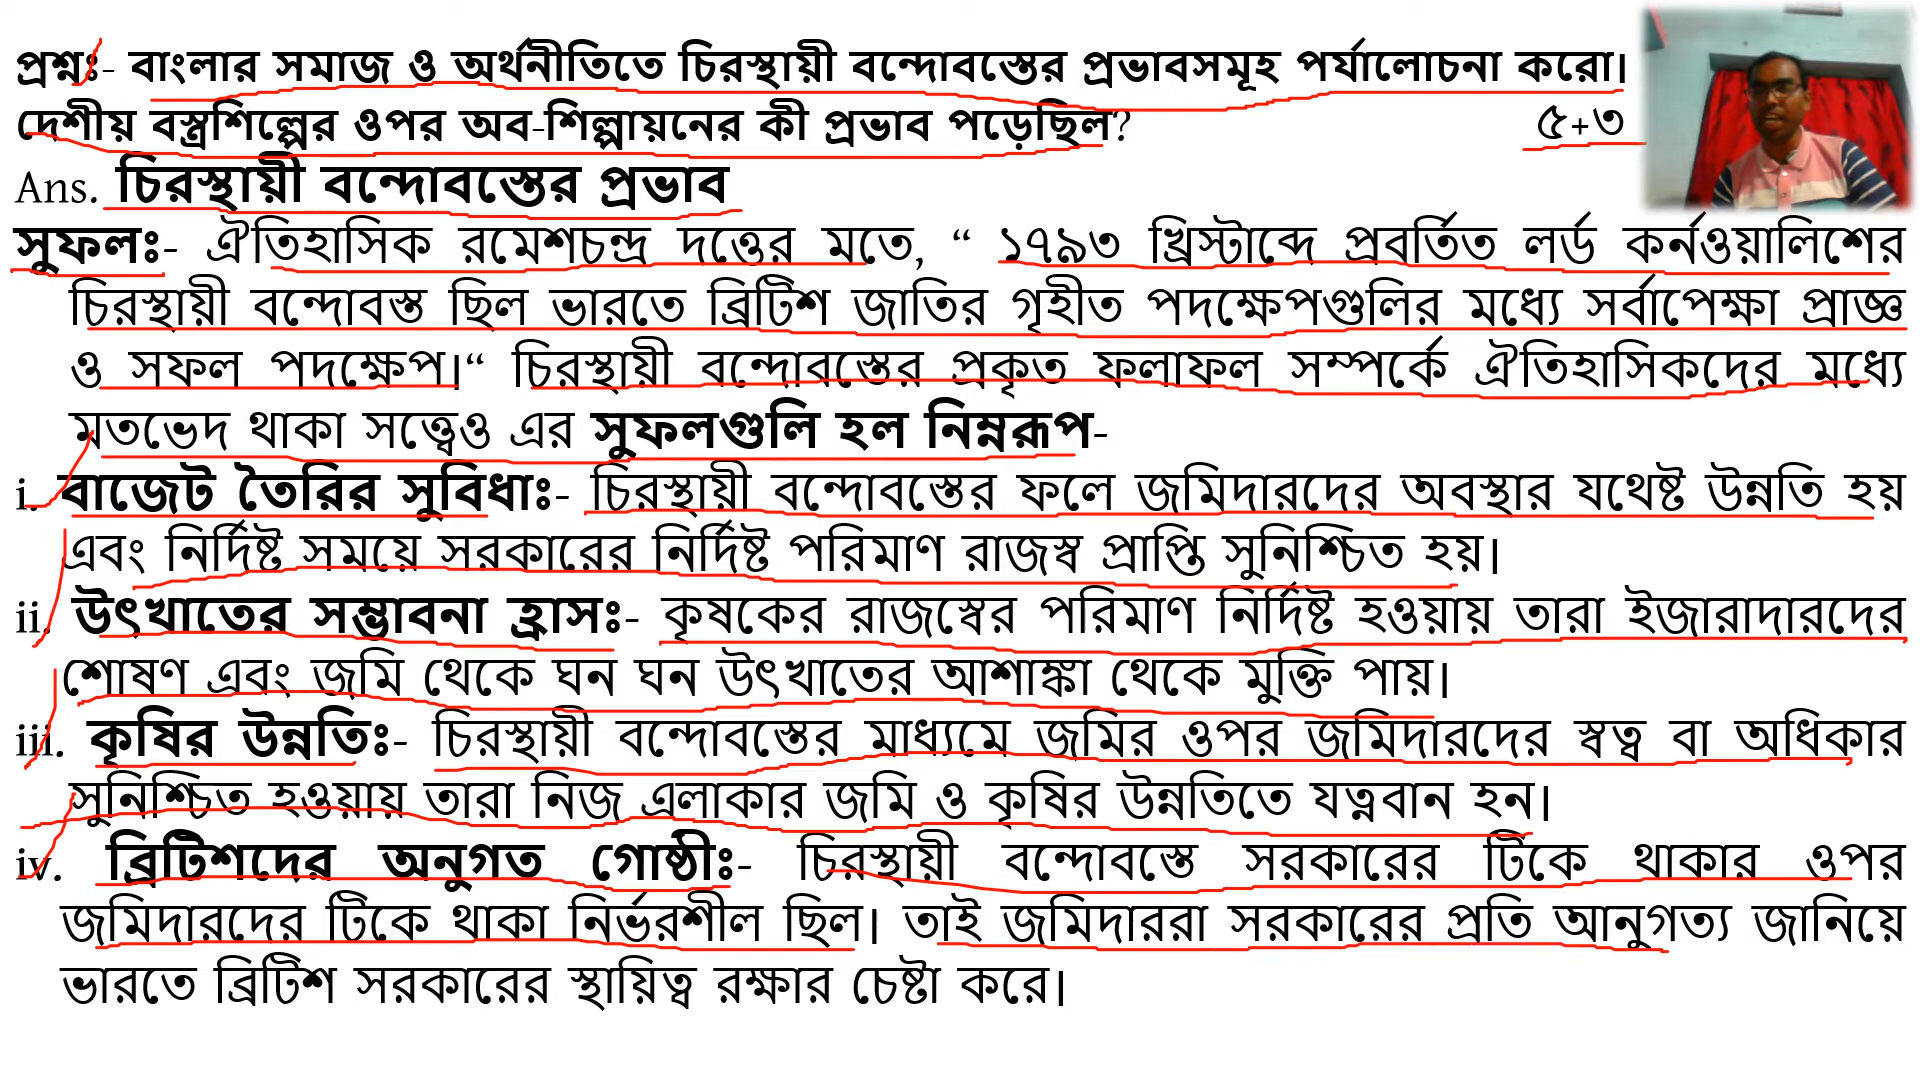 প্রশ্নঃ- বাংলার সমাজ ও অর্থনীতিতে চিরস্থায়ী বন্দোবস্তের প্রভাবসমূহ পর্যালোচনা করো।
দেশীয় বস্ত্রশিল্পের ওপর অব-শিল্পায়নের কী প্রভাব পড়েছিল? ৫+৩
Ans. চিরস্থায়ী বন্দোবস্তের প্রভাব
সুফলঃ- ঐতিহাসিক রমেশচন্দ্র দত্তের মতে, “ ১৭৯৩ খ্রিস্টাব্দে প্রবর্তিত লর্ড কর্নওয়ালিশের
চিরস্থায়ী বন্দোবস্ত ছিল ভারতে ব্রিটিশ জাতির গৃহীত পদক্ষেপগুলির মধ্যে সর্বাপেক্ষা প্রাজ্ঞ
ও সফল পদক্ষেপ।“ চিরস্থায়ী বন্দোবস্তের প্রকৃত ফলাফল সম্পর্কে ঐতিহাসিকদের মধ্যে
মতভেদ থাকা সত্ত্বেও এর সুফলগুলি হল নিম্নরূপ-
i. বাজেট তৈরির সুবিধাঃ- চিরস্থায়ী বন্দোবস্তের ফলে জমিদারদের অবস্থার যথেষ্ট উন্নতি হয়
এবং নির্দিষ্ট সময়ে সরকারের নির্দিষ্ট পরিমাণ রাজস্ব প্রাপ্তি সুনিশ্চিত হয়।
ii. উৎখাতের সম্ভাবনা হ্রাসঃ- কৃষকের রাজস্বের পরিমাণ নির্দিষ্ট হওয়ায় তারা ইজারাদারদের
শোষণ এবং জমি থেকে ঘন ঘন উৎখাতের আশাঙ্কা থেকে মুক্তি পায়।
iii. কৃষির উন্নতিঃ- চিরস্থায়ী বন্দোবস্তের মাধ্যমে জমির ওপর জমিদারদের স্বত্ব বা অধিকার
সুনিশ্চিত হওয়ায় তারা নিজ এলাকার জমি ও কৃষির উন্নতিতে যত্নবান হন।
iv. ব্রিটিশদের অনুগত গোষ্ঠীঃ- চিরস্থায়ী বন্দোবস্তে সরকারের টিকে থাকার ওপর
জমিদারদের টিকে থাকা নির্ভরশীল ছিল। তাই জমিদাররা সরকারের প্রতি আনুগত্য জানিয়ে
ভারতে ব্রিটিশ সরকারের স্থায়িত্ব রক্ষার চেষ্টা করে।